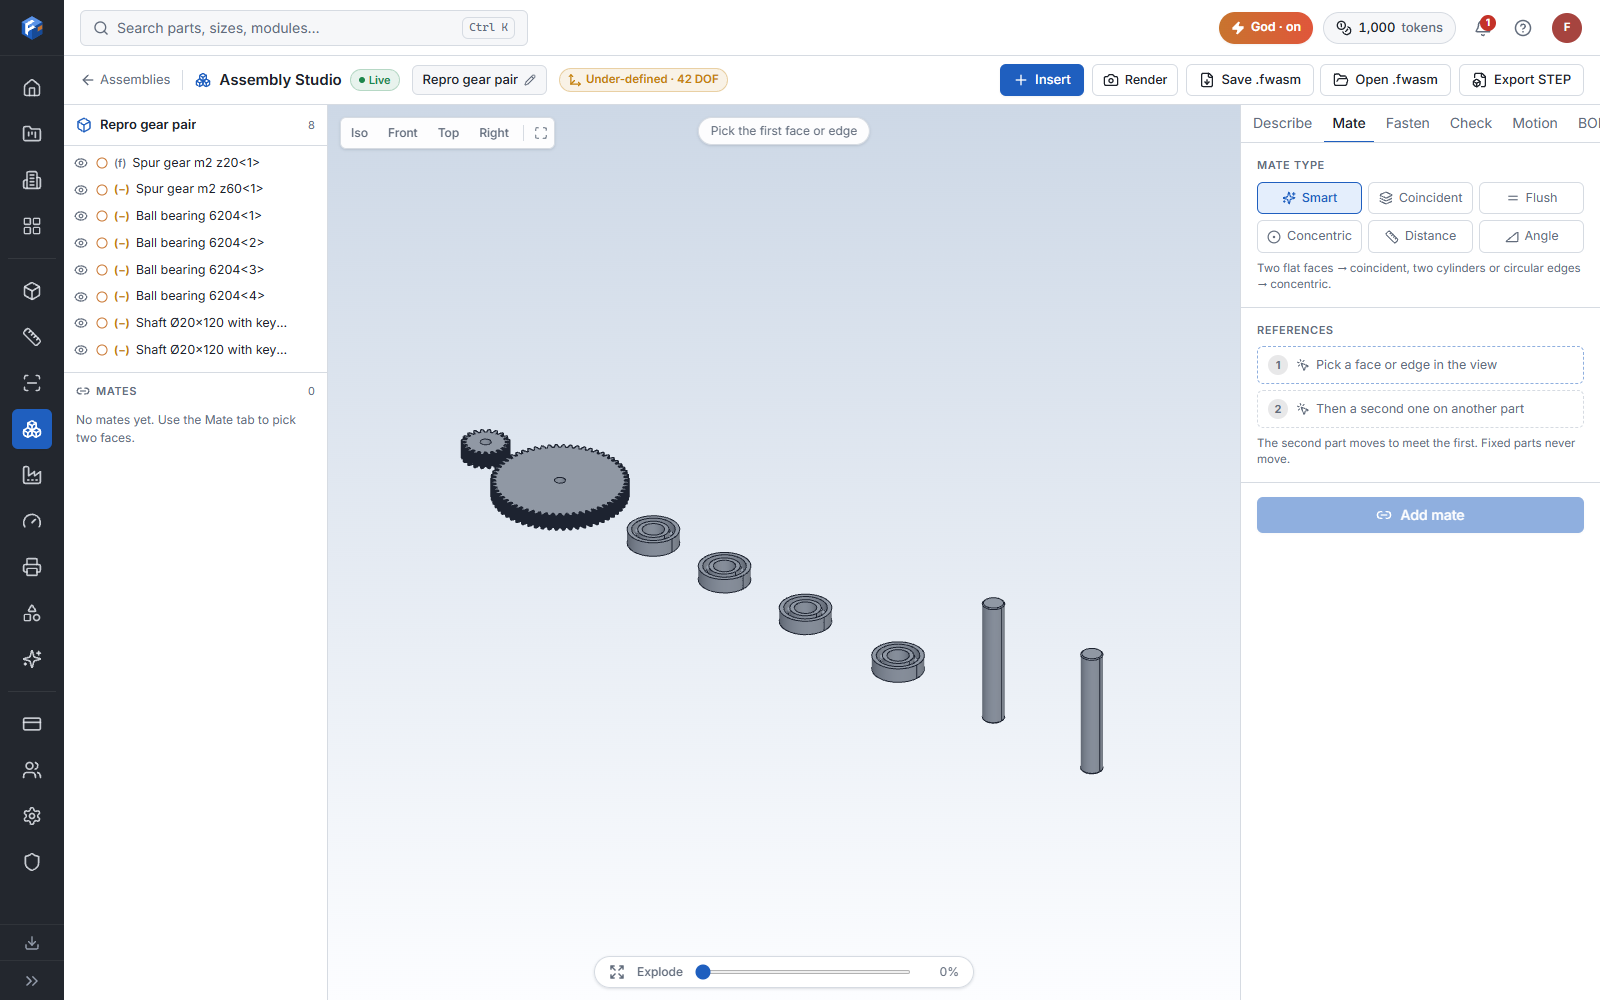 Search parts, sizes, modules...
Ctrl K
God · on
1,000 tokens
1
F
Assemblies
Assembly Studio
Live
Repro gear pair
Under-defined · 42 DOF
Insert
Render
Save .fwasm
Open .fwasm
Export STEP
Repro gear pair
8
(f) Spur gear m2 z20<1>
(−) Spur gear m2 z60<1>
(−) Ball bearing 6204<1>
(−) Ball bearing 6204<2>
(−) Ball bearing 6204<3>
(−) Ball bearing 6204<4>
(−) Shaft Ø20×120 with key...
(−) Shaft Ø20×120 with key...
MATES
0
No mates yet. Use the Mate tab to pick
two faces.
Iso
Front
Top
Right
Pick the first face or edge
Explode
0%
Describe
Mate
Fasten
Check
Motion
BO
MATE TYPE
Smart
Coincident
Flush
Concentric
Distance
Angle
Two flat faces → coincident, two cylinders or circular edges
→ concentric.
REFERENCES
1 Pick a face or edge in the view
2 Then a second one on another part
The second part moves to meet the first. Fixed parts never
move.
Add mate